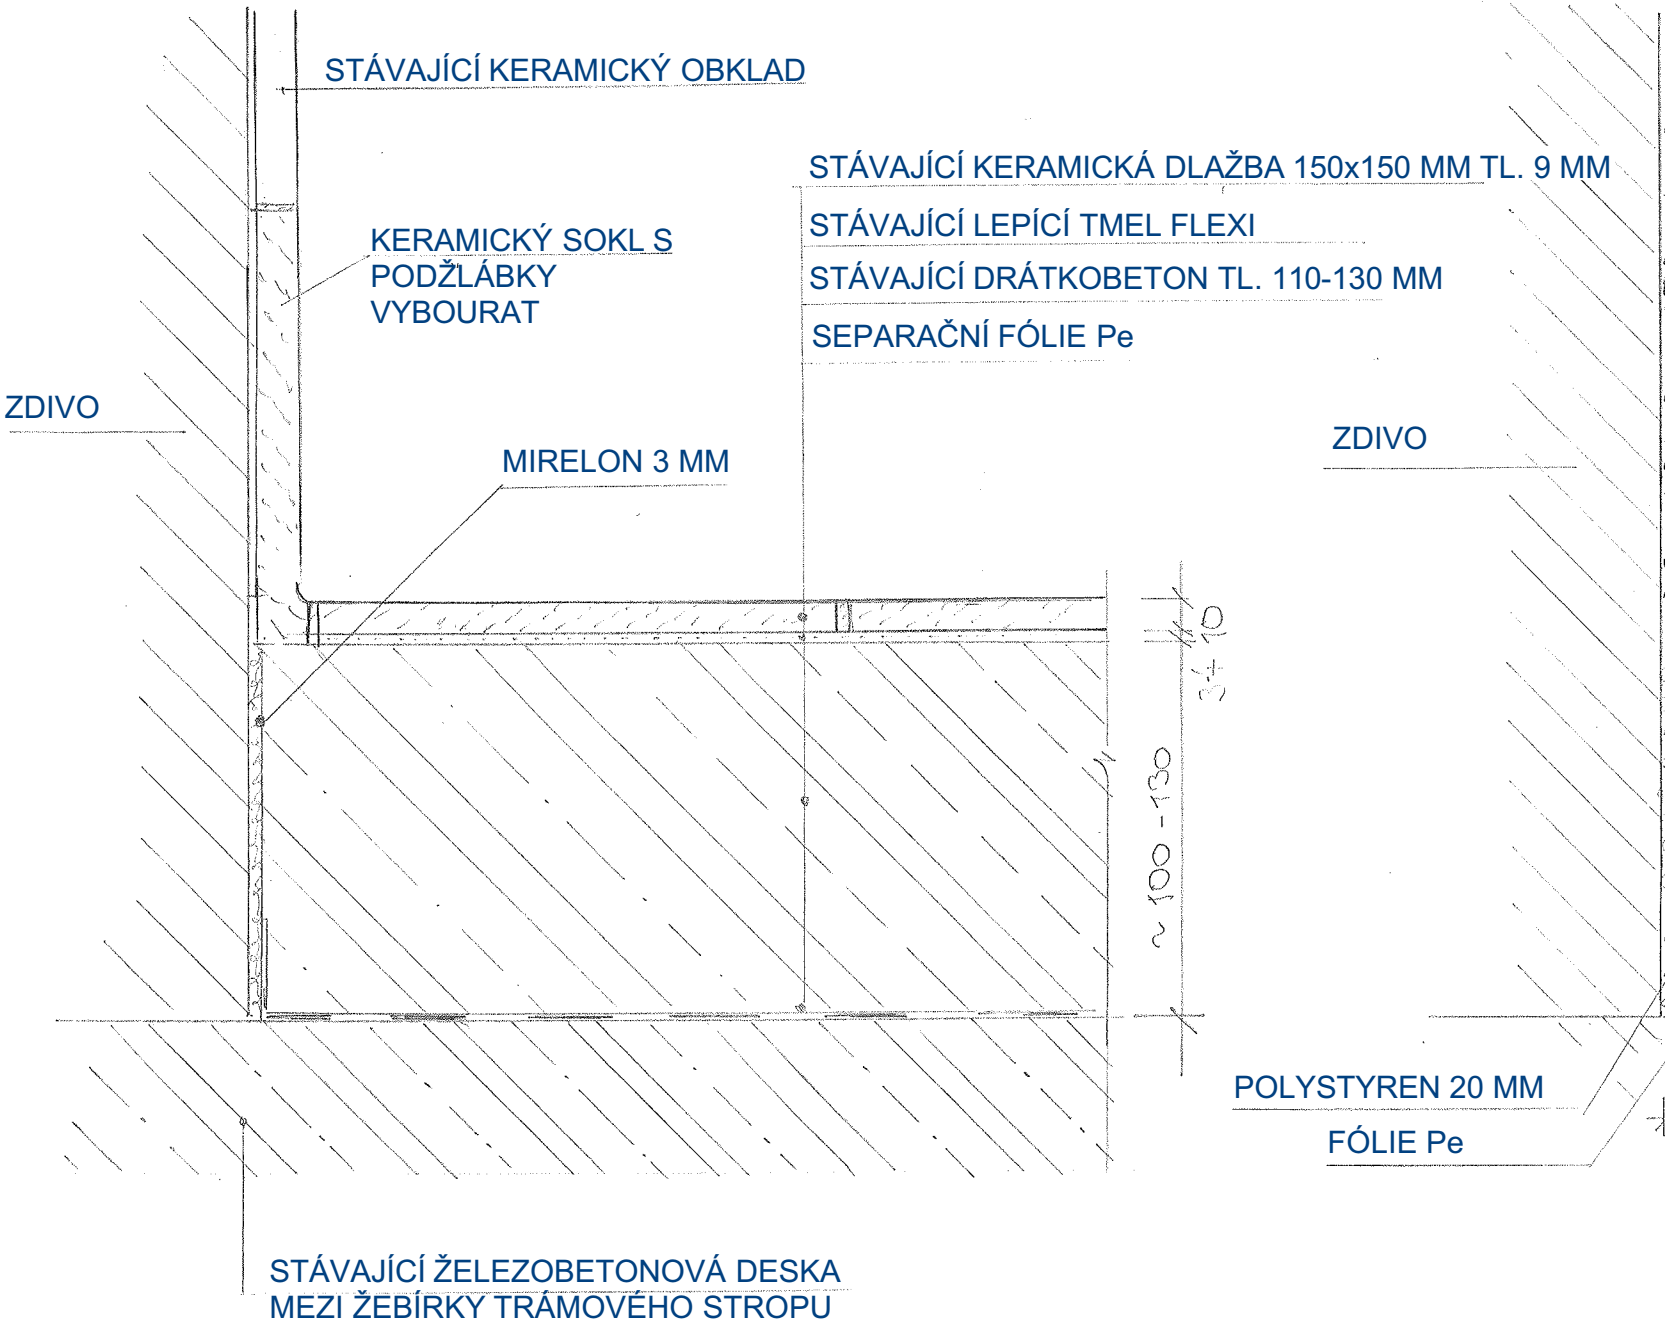 STÁVAJÍCÍ KERAMICKÝ OBKLAD
STÁVAJÍCÍ KERAMICKÁ DLAŽBA 150x150 MM TL. 9 MM
STÁVAJÍCÍ LEPÍCÍ TMEL FLEXI
STÁVAJÍCÍ DRÁTKOBETON TL. 110-130 MM
SEPARAČNÍ FÓLIE Pe
KERAMICKÝ SOKL S
PODŽLÁBKY
VYBOURAT
ZDIVO
ZDIVO
MIRELON 3 MM
3+ 10
~ 100 - 130
POLYSTYREN 20 MM
FÓLIE Pe
STÁVAJÍCÍ ŽELEZOBETONOVÁ DESKA
MEZI ŽEBÍRKY TRÁMOVÉHO STROPU